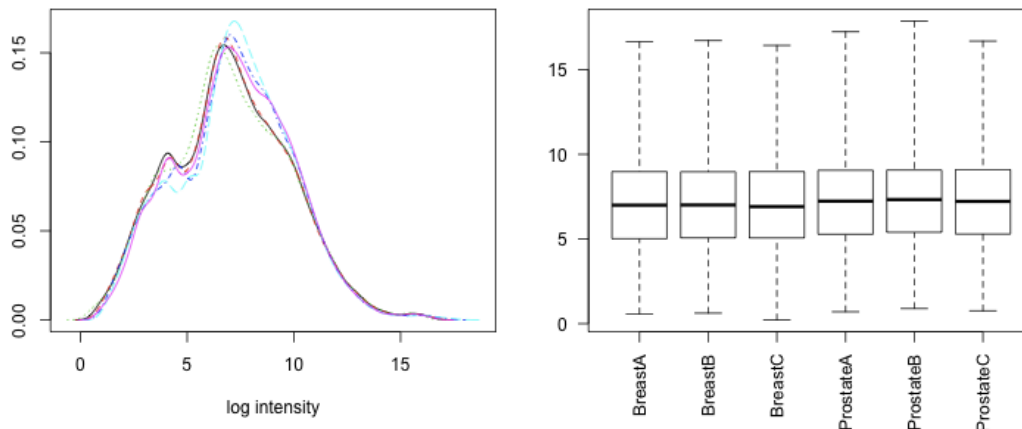 0.15
0.10
0.05
0.00
0
5
10
15
log intensity
15
10
5
0
BreastA
BreastB
BreastC
ProstateA
ProstateB
ProstateC